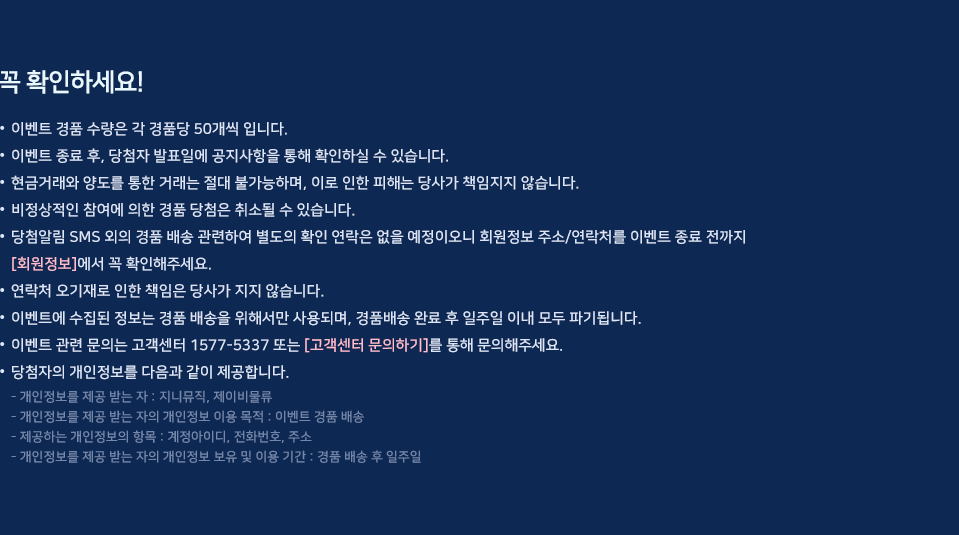 꼭 확인하세요!
• 이벤트 경품 수량은 각 경품당 50개씩 입니다.
• 이벤트 종료 후, 당첨자 발표일에 공지사항을 통해 확인하실 수 있습니다.
• 현금거래와 양도를 통한 거래는 절대 불가능하며, 이로 인한 피해는 당사가 책임지지 않습니다.
• 비정상적인 참여에 의한 경품 당첨은 취소될 수 있습니다.
• 당첨알림 SMS 외의 경품 배송 관련하여 별도의 확인 연락은 없을 예정이오니 회원정보 주소/연락처를 이벤트 종료 전까지
[회원정보]에서 꼭 확인해주세요.
• 연락처 오기재로 인한 책임은 당사가 지지 않습니다.
• 이벤트에 수집된 정보는 경품 배송을 위해서만 사용되며, 경품배송 완료 후 일주일 이내 모두 파기됩니다.
• 이벤트 관련 문의는 고객센터 1577-5337 또는 [고객센터 문의하기]를 통해 문의해주세요.
• 당첨자의 개인정보를 다음과 같이 제공합니다.
- 개인정보를 제공 받는 자 : 지니뮤직, 제이비물류
- 개인정보를 제공 받는 자의 개인정보 이용 목적 : 이벤트 경품 배송
- 제공하는 개인정보의 항목 : 계정아이디, 전화번호, 주소
- 개인정보를 제공 받는 자의 개인정보 보유 및 이용 기간 : 경품 배송 후 일주일